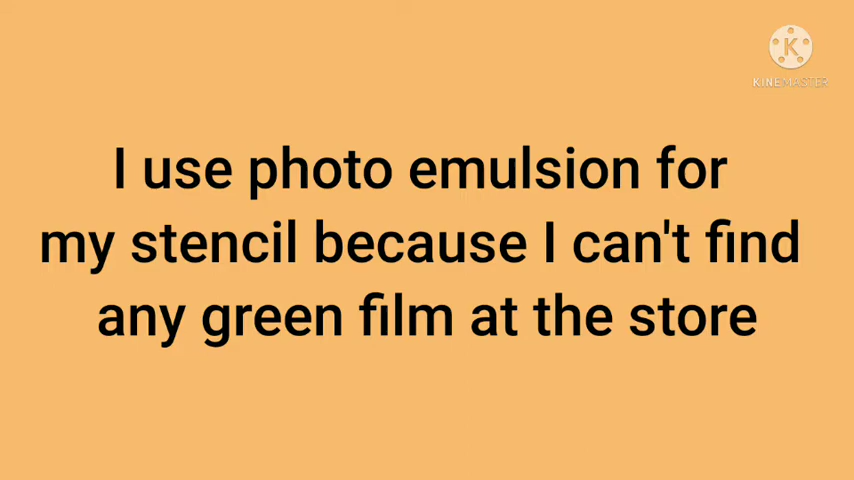 K
KINEMASTER
I use photo emulsion for
my stencil because I can't find
any green film at the store